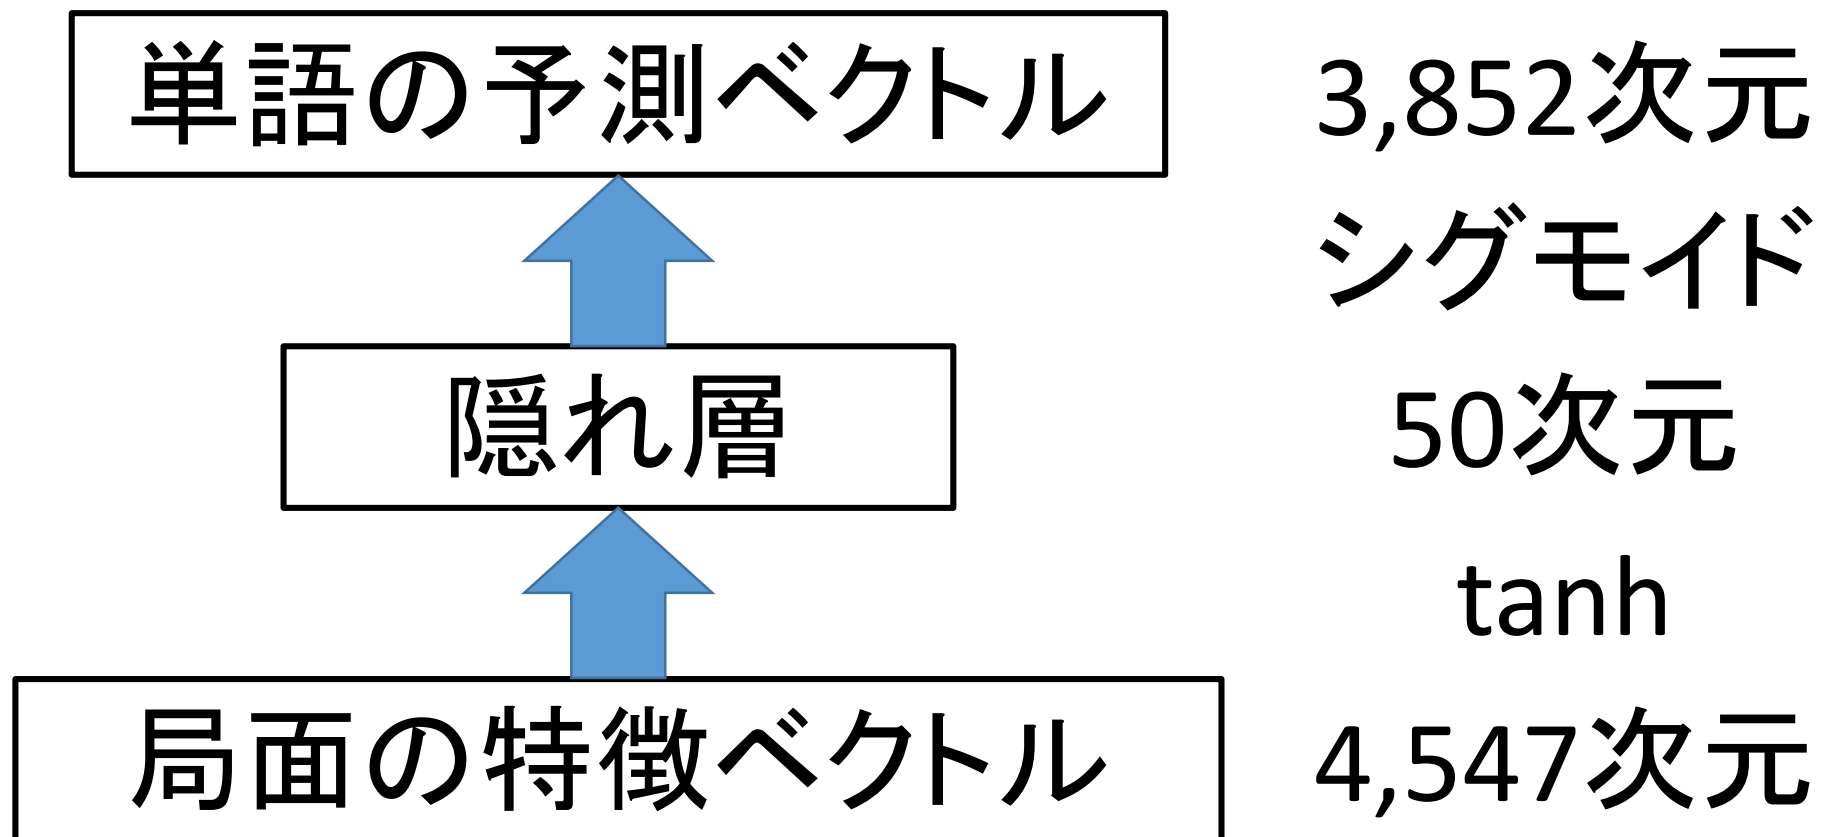 単語の予測ベクトル 3,852次元
シグモイド
隠れ層 50次元
tanh
局面の特徴ベクトル 4,547次元